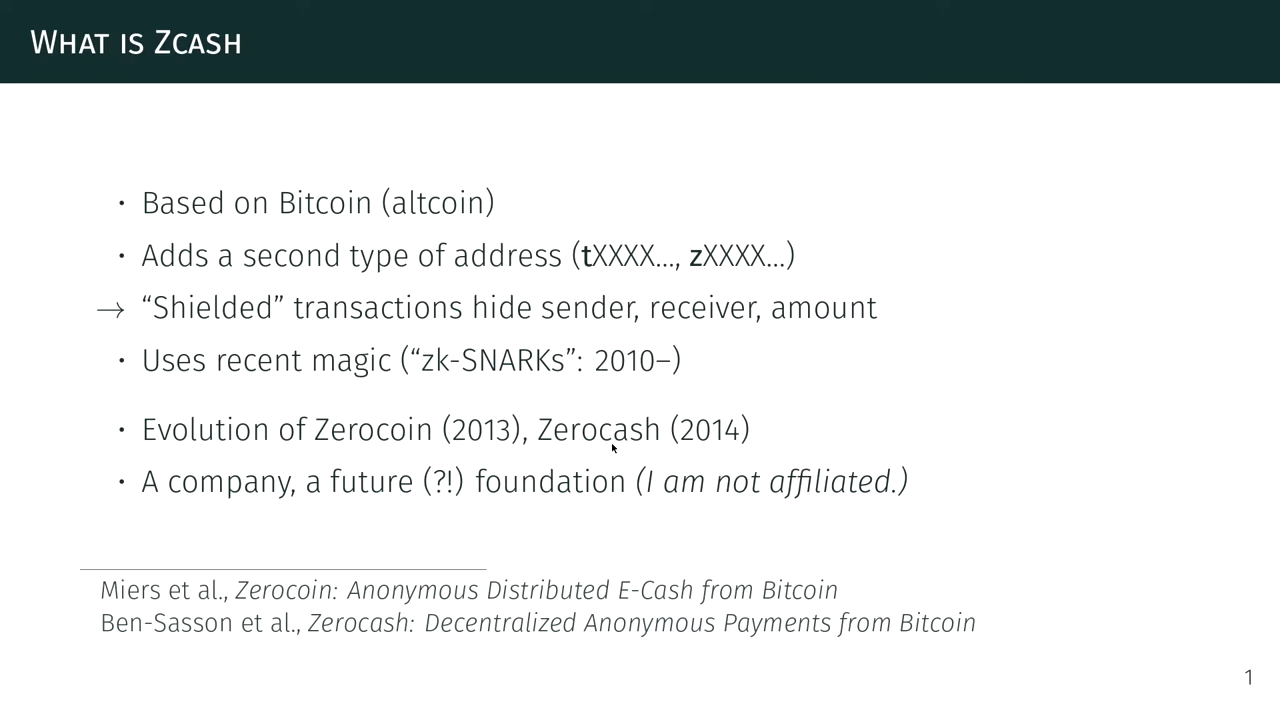 What is Zcash
• Based on Bitcoin (altcoin)
• Adds a second type of address (tXXXX..., zXXXX...)
→ “Shielded” transactions hide sender, receiver, amount
• Uses recent magic (“zk-SNARKs”: 2010–)
• Evolution of Zerocoin (2013), Zerocash (2014)
• A company, a future (?!) foundation (I am not affiliated.)
Miers et al., Zerocoin: Anonymous Distributed E-Cash from Bitcoin
Ben-Sasson et al., Zerocash: Decentralized Anonymous Payments from Bitcoin
1